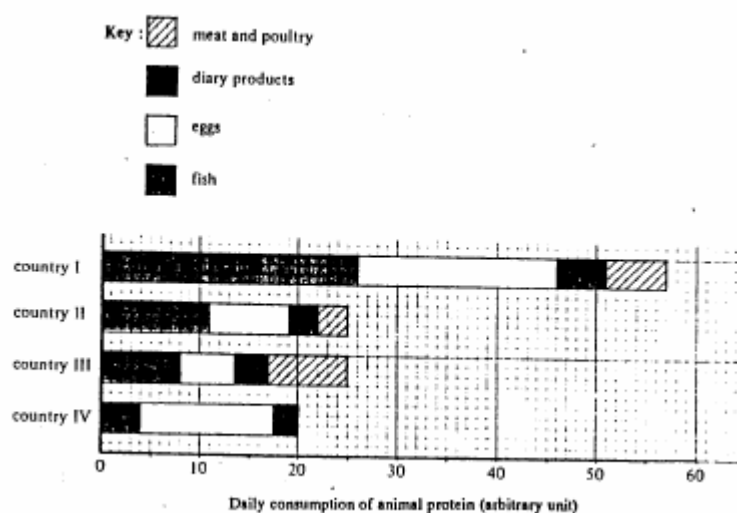 Key : meat and poultry
diary products
eggs
fish
country I
country II
country III
country IV
0 10 20 30 40 50 60
Daily consumption of animal protein (arbitrary unit)